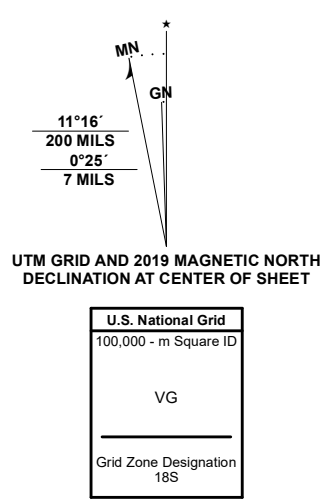 ★
MN
GN
11°16´
200 MILS
0°25´
7 MILS
UTM GRID AND 2019 MAGNETIC NORTH
DECLINATION AT CENTER OF SHEET
U.S. National Grid
100,000 - m Square ID
VG
Grid Zone Designation
18S